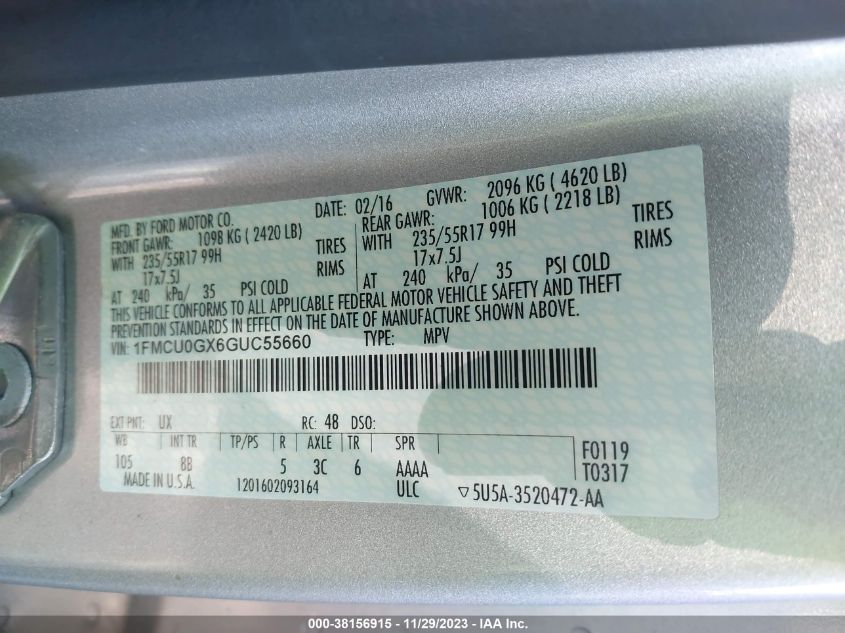 MFD. BY FORD MOTOR CO.
DATE: 02/16 GVWR: 2096 KG ( 4620 LB)
FRONT GAWR: 1098 KG ( 2420 LB) REAR GAWR: 1006 KG ( 2218 LB)
WITH 235/55R17 99H TIRES WITH 235/55R17 99H TIRES
17x7.5J RIMS 17x7.5J RIMS
AT 240 kPa/ 35 PSI COLD AT 240 kPa/ 35 PSI COLD
THIS VEHICLE CONFORMS TO ALL APPLICABLE FEDERAL MOTOR VEHICLE SAFETY AND THEFT
PREVENTION STANDARDS IN EFFECT ON THE DATE OF MANUFACTURE SHOWN ABOVE.
VIN: 1FMCU0GX6GUC55660 TYPE: MPV
EXT PNT: UX RC: 48 DSO:
WB INT TR TP/PS R AXLE TR SPR
105 8B 5 3C 6 AAAA F0119
T0317
MADE IN U.S.A. 1201602093164 ULC ▽5U5A-3520472-AA
000-38156915 - 11/29/2023 - IAA Inc.